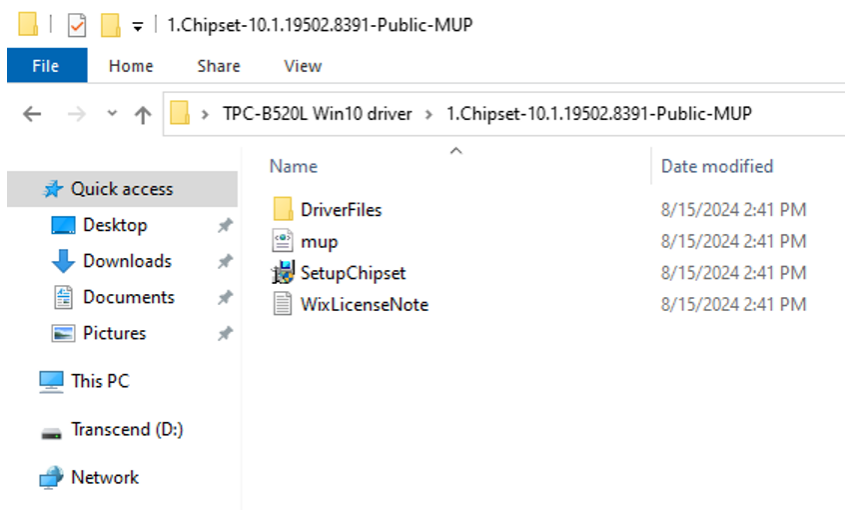 1.Chipset-10.1.19502.8391-Public-MUP
File Home Share View
TPC-B520L Win10 driver > 1.Chipset-10.1.19502.8391-Public-MUP
Name Date modified
Quick access
Desktop
Downloads
Documents
Pictures
This PC
Transcend (D:)
Network
DriverFiles 8/15/2024 2:41 PM
mup 8/15/2024 2:41 PM
SetupChipset 8/15/2024 2:41 PM
WixLicenseNote 8/15/2024 2:41 PM